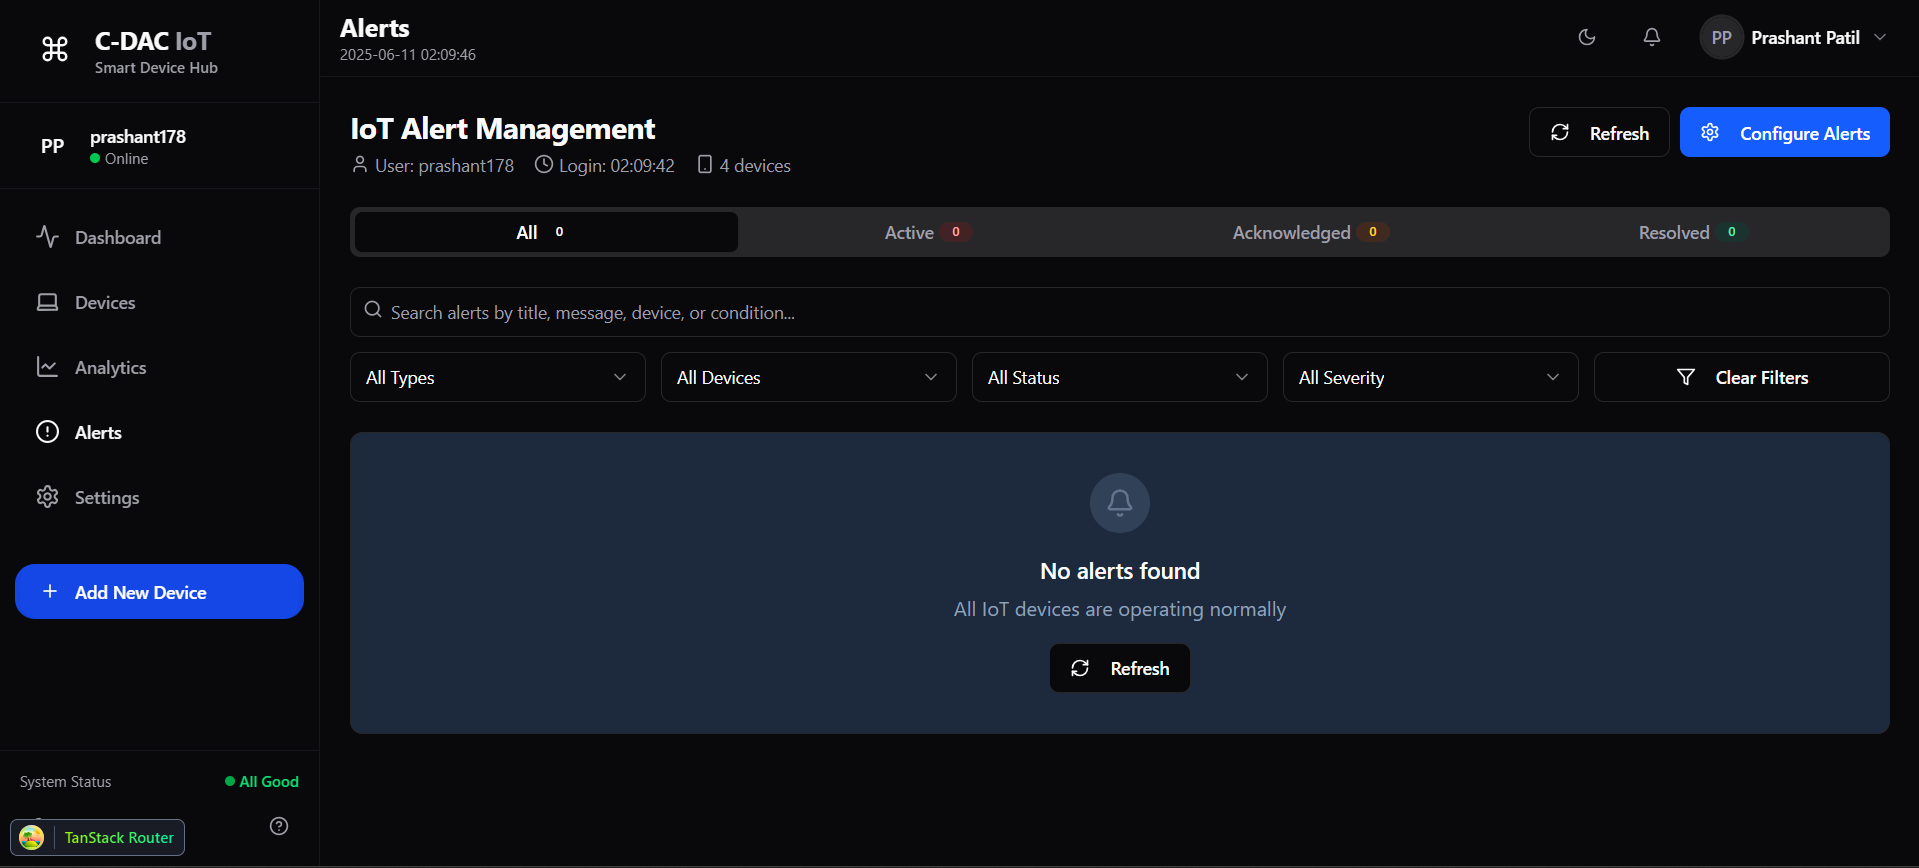 C-DAC IoT
Smart Device Hub
PP
prashant178
Online
Dashboard
Devices
Analytics
Alerts
Settings
Add New Device
System Status
All Good
TanStack Router
Alerts
2025-06-11 02:09:46
PP
Prashant Patil
IoT Alert Management
User: prashant178
Login: 02:09:42
4 devices
Refresh
Configure Alerts
All 0
Active 0
Acknowledged 0
Resolved 0
Search alerts by title, message, device, or condition...
All Types
All Devices
All Status
All Severity
Clear Filters
No alerts found
All IoT devices are operating normally
Refresh